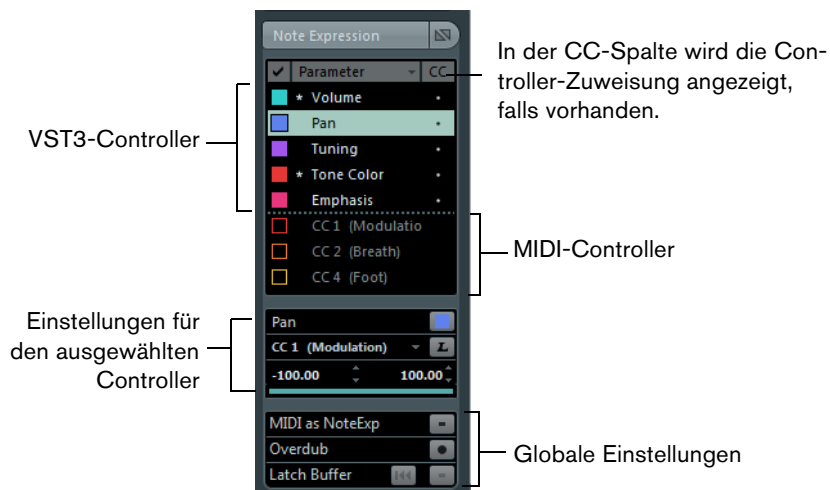 Note Expression
Parameter CC
* Volume
Pan
Tuning
* Tone Color
Emphasis
CC 1 (Modulatio
CC 2 (Breath)
CC 4 (Foot)
Pan
CC 1 (Modulation) L
-100.00 100.00
MIDI as NoteExp
Overdub
Latch Buffer
In der CC-Spalte wird die Con-
troller-Zuweisung angezeigt,
falls vorhanden.
VST3-Controller
MIDI-Controller
Einstellungen für
den ausgewählten
Controller
Globale Einstellungen